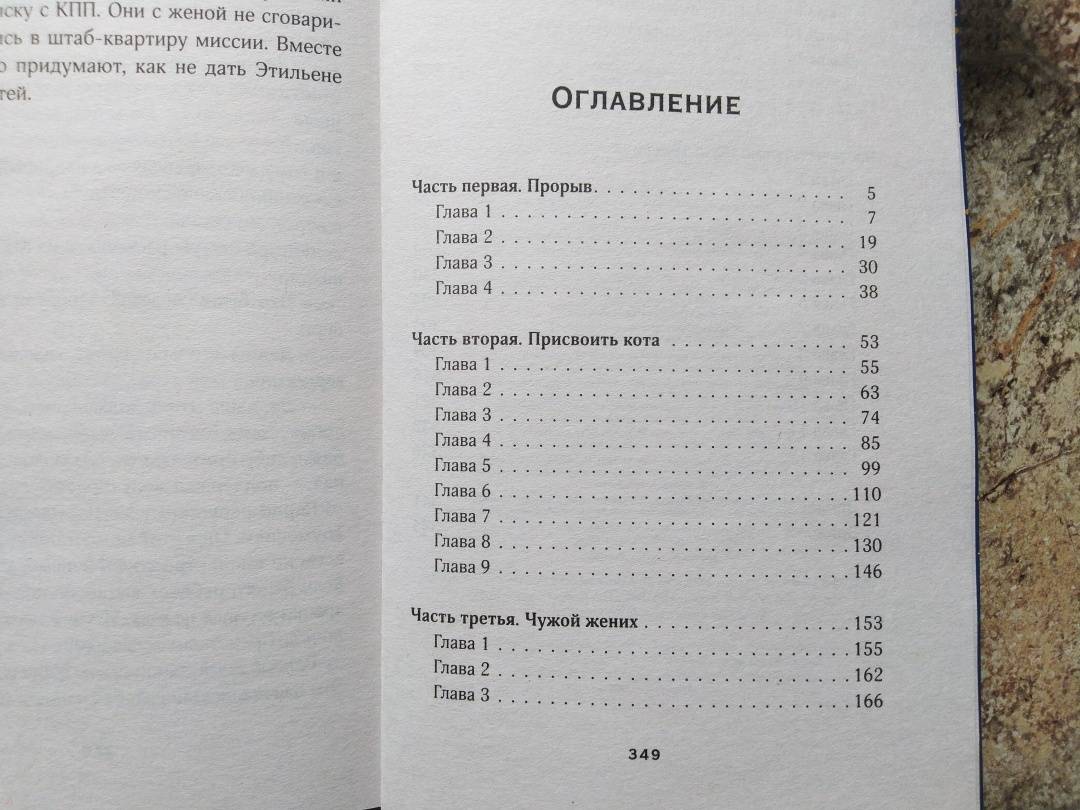 ску с КПП. Они с женой не сговари-
сь в штаб-квартиру миссии. Вместе
придумают, как не дать Этильене
тей.
ОГЛАВЛЕНИЕ
Часть первая. Прорыв. . . . . . . . . . . . . . . . . . . . 5
Глава 1 . . . . . . . . . . . . . . . . . . . . . . . . . . . 7
Глава 2 . . . . . . . . . . . . . . . . . . . . . . . . . . . 19
Глава 3 . . . . . . . . . . . . . . . . . . . . . . . . . . . 30
Глава 4 . . . . . . . . . . . . . . . . . . . . . . . . . . . 38
Часть вторая. Присвоить кота . . . . . . . . . . . . . . 53
Глава 1 . . . . . . . . . . . . . . . . . . . . . . . . . . . 55
Глава 2 . . . . . . . . . . . . . . . . . . . . . . . . . . . 63
Глава 3 . . . . . . . . . . . . . . . . . . . . . . . . . . . 74
Глава 4 . . . . . . . . . . . . . . . . . . . . . . . . . . . 85
Глава 5 . . . . . . . . . . . . . . . . . . . . . . . . . . . 99
Глава 6 . . . . . . . . . . . . . . . . . . . . . . . . . . . 110
Глава 7 . . . . . . . . . . . . . . . . . . . . . . . . . . . 121
Глава 8 . . . . . . . . . . . . . . . . . . . . . . . . . . . 130
Глава 9 . . . . . . . . . . . . . . . . . . . . . . . . . . . 146
Часть третья. Чужой жених . . . . . . . . . . . . . . . . 153
Глава 1 . . . . . . . . . . . . . . . . . . . . . . . . . . . 155
Глава 2 . . . . . . . . . . . . . . . . . . . . . . . . . . . 162
Глава 3 . . . . . . . . . . . . . . . . . . . . . . . . . . . 166
349